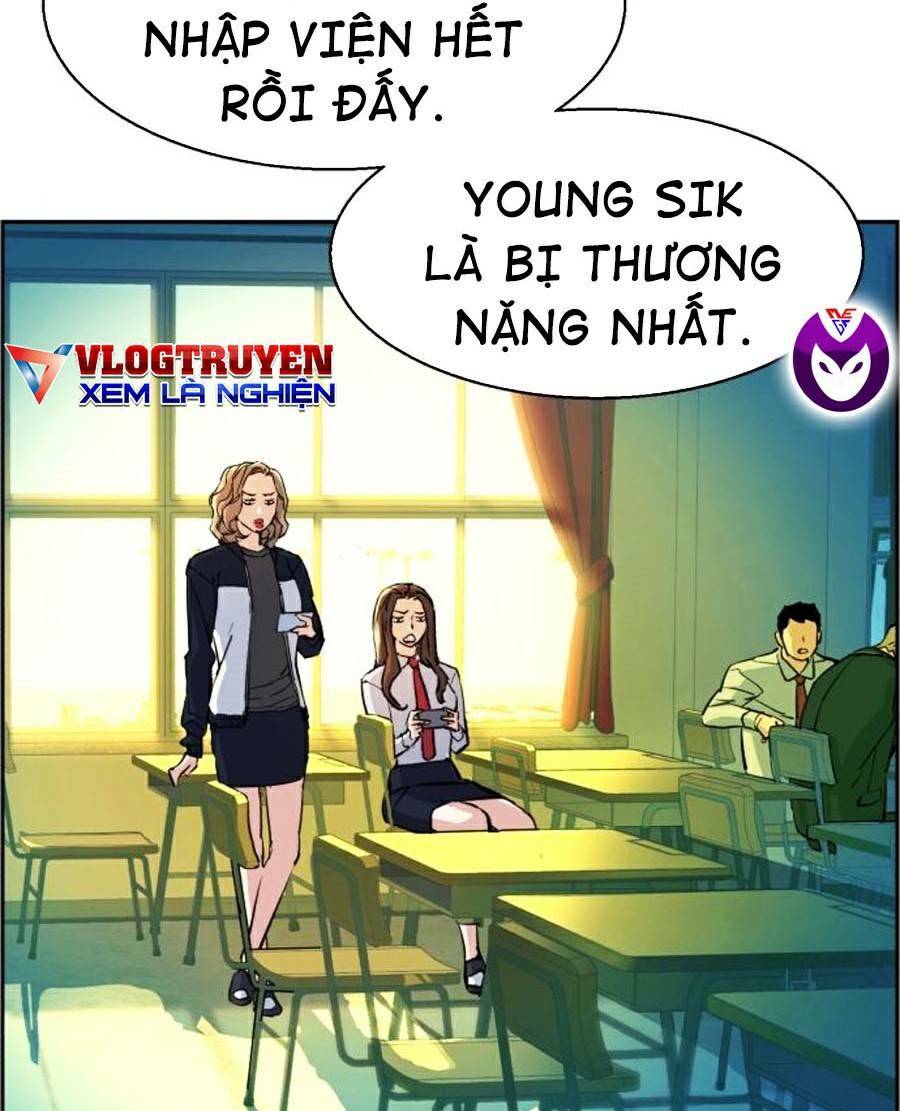 NHẬP VIỆN HẾT
RỒI ĐẤY.
YOUNG SIK
LÀ BỊ THƯƠNG
NẶNG NHẤT.
VLOGTRUYEN
XEM LÀ NGHIỆN